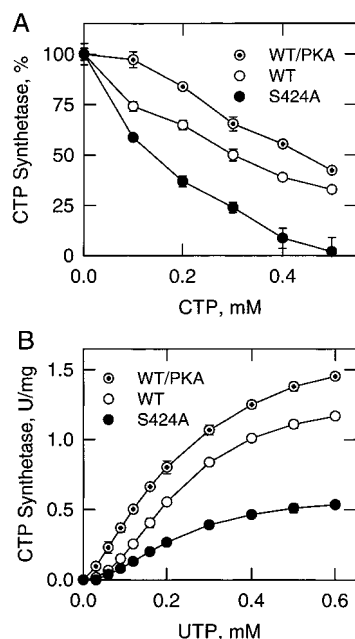 A
CTP Synthetase, %
100
75
50
25
0
WT/PKA
WT
S424A
0.0 0.2 0.4
CTP, mM
B
CTP Synthetase, U/mg
1.5
1.0
0.5
0.0
WT/PKA
WT
S424A
0.0 0.2 0.4 0.6
UTP, mM